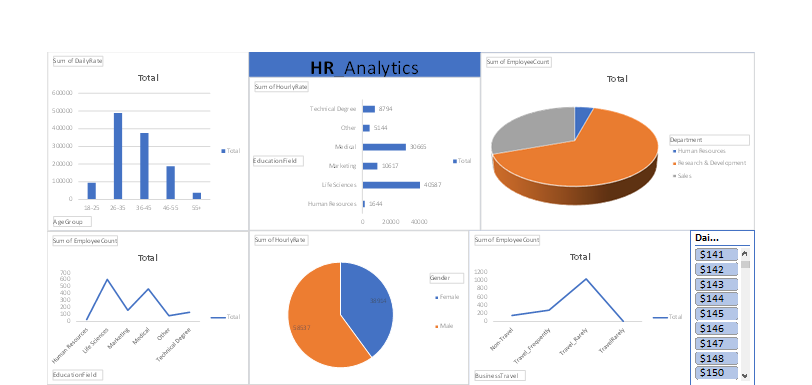 Sum of DailyRate
Total
600000
500000
400000
300000
200000
100000
0
18-25
26-35
36-45
46-55
55+
Total
AgeGroup
HR Analytics
Sum of HourlyRate
Technical Degree
8794
Other
5144
Medical
30665
Marketing
10617
Life Sciences
40587
Human Resources
1644
0
20000
40000
EducationField
Total
Sum of EmployeeCount
Total
Department
Human Resources
Research & Development
Sales
Sum of EmployeeCount
Total
700
600
500
400
300
200
100
0
Human Resources
Life Sciences
Marketing
Medical
Other
Technical Degree
Total
EducationField
Sum of HourlyRate
Gender
Female
Male
Sum of EmployeeCount
Total
1200
1000
800
600
400
200
0
Non-Travel
Travel_Frequently
Travel_Rarely
TravelRarely
Total
BusinessTravel
Dai...
$141
$142
$143
$144
$145
$146
$147
$148
$150